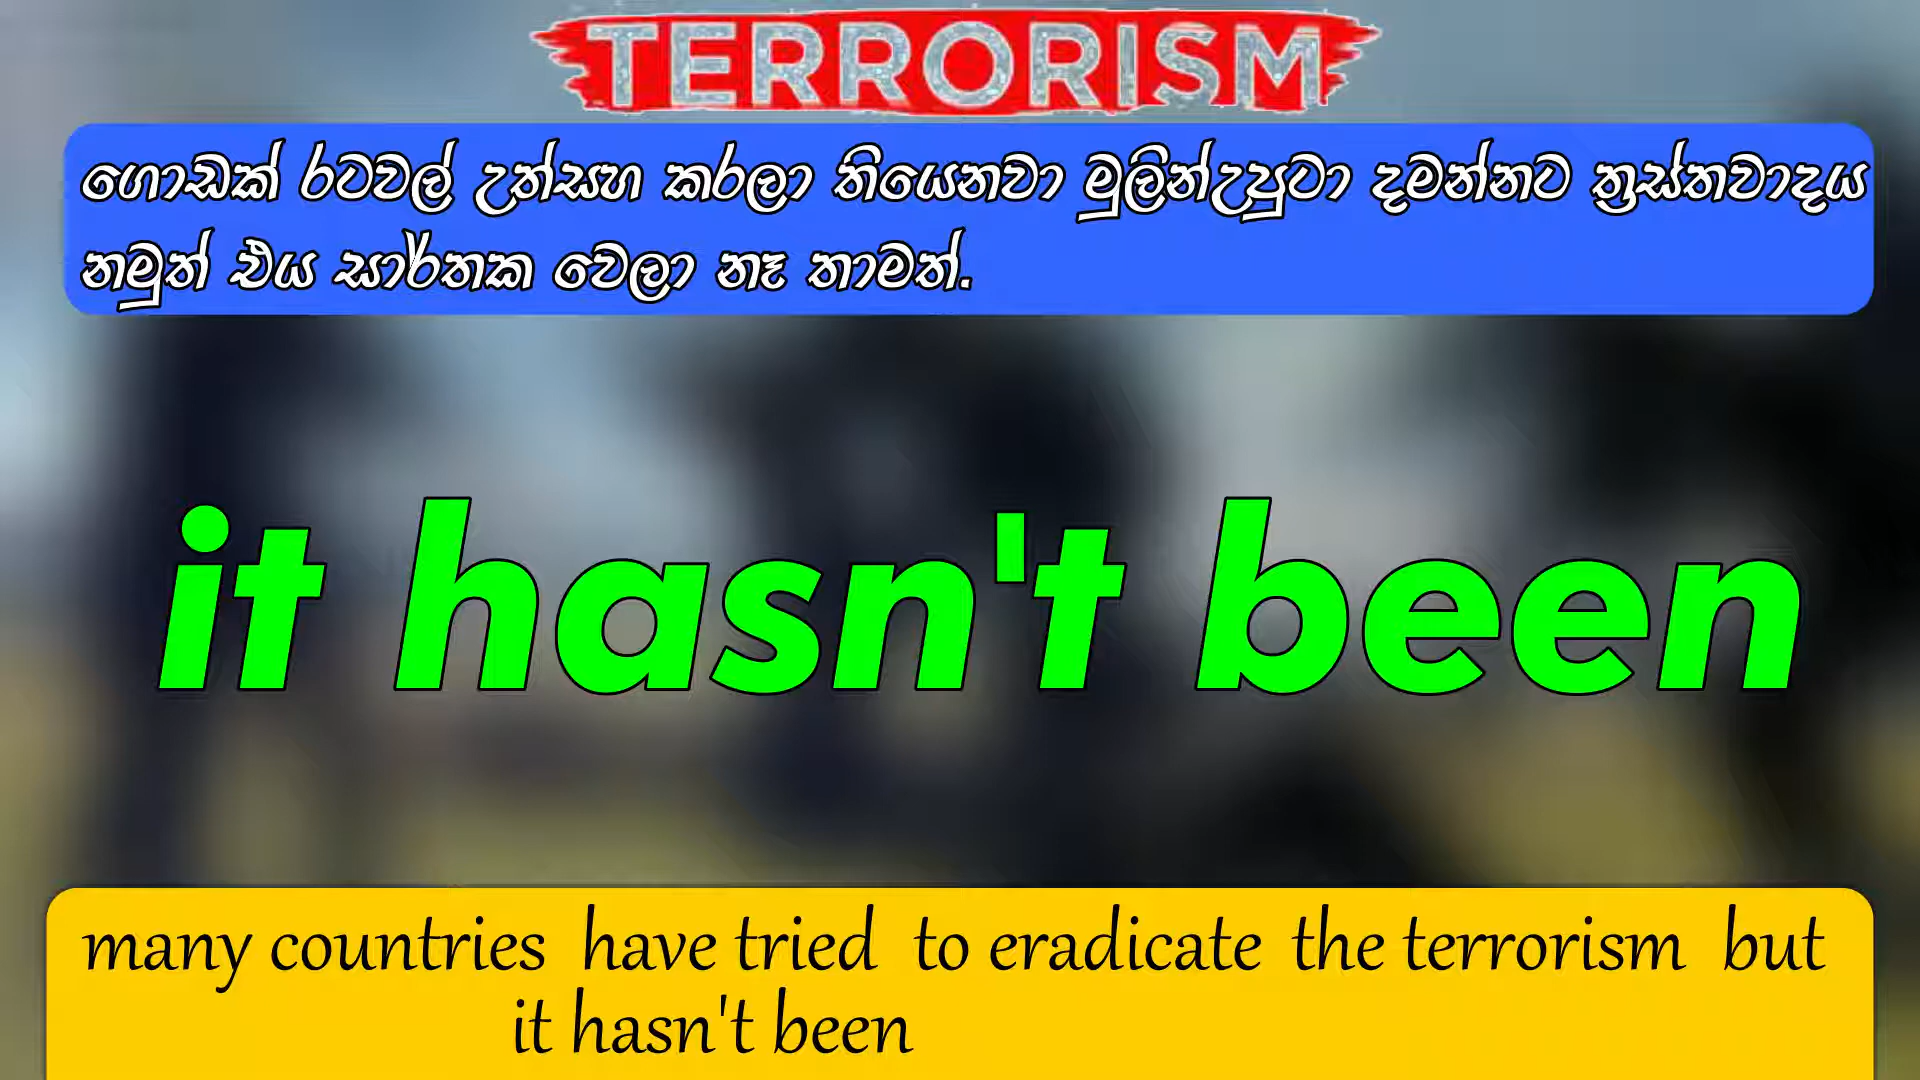 TERRORISM
ගොඩක් රටවල් උත්සහ කරලා තියෙනවා මුලින්උපුටා දමන්නට ත්‍රස්තවාදය
නමුත් එය සාර්තක වෙලා නෑ තාමත්.
it hasn't been
many countries have tried to eradicate the terrorism but
it hasn't been